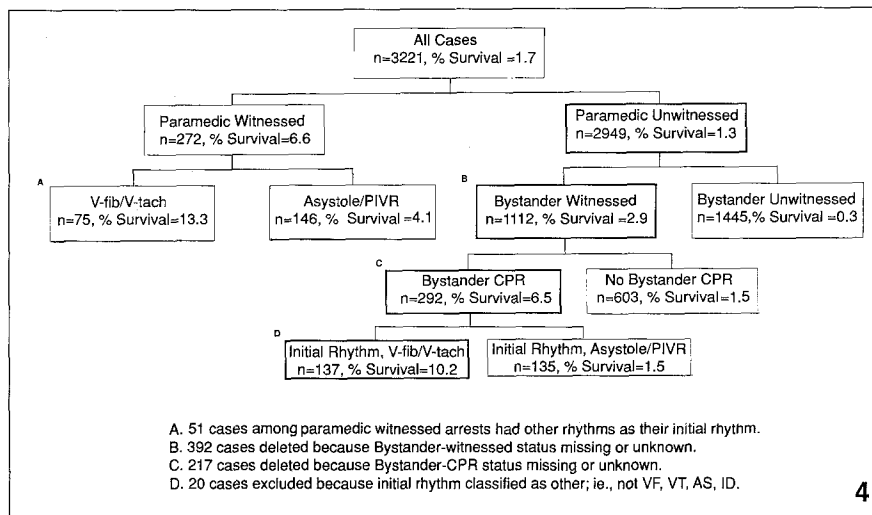 All Cases
n=3221, % Survival =1.7
Paramedic Witnessed
n=272, % Survival=6.6
Paramedic Unwitnessed
n=2949, % Survival =1.3
A
V-fib/V-tach
n=75, % Survival=13.3
Asystole/PIVR
n=146, % Survival=4.1
B
Bystander Witnessed
n=1112, % Survival =2.9
Bystander Unwitnessed
n=1445,% Survival =0.3
C
Bystander CPR
n=292, % Survival=6.5
No Bystander CPR
n=603, % Survival=1.5
D
Initial Rhythm, V-fib/V-tach
n=137, % Survival=10.2
Initial Rhythm, Asystole/PIVR
n=135, % Survival=1.5
A. 51 cases among paramedic witnessed arrests had other rhythms as their initial rhythm.
B. 392 cases deleted because Bystander-witnessed status missing or unknown.
C. 217 cases deleted because Bystander-CPR status missing or unknown.
D. 20 cases excluded because initial rhythm classified as other; ie., not VF, VT, AS, ID.
4